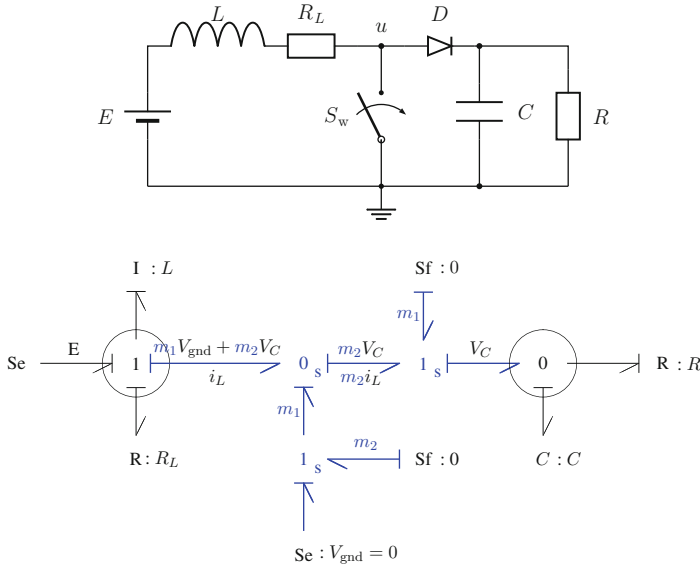 L
R_L
u
D
E
S_w
C
R
I : L
Sf : 0
m_1
Se
E
1
m_1V_gnd + m_2V_C
i_L
0_s
m_2V_C
m_2i_L
1_s
V_C
0
R : R
m_1
R : R_L
1_s
m_2
Sf : 0
C : C
Se : V_gnd = 0